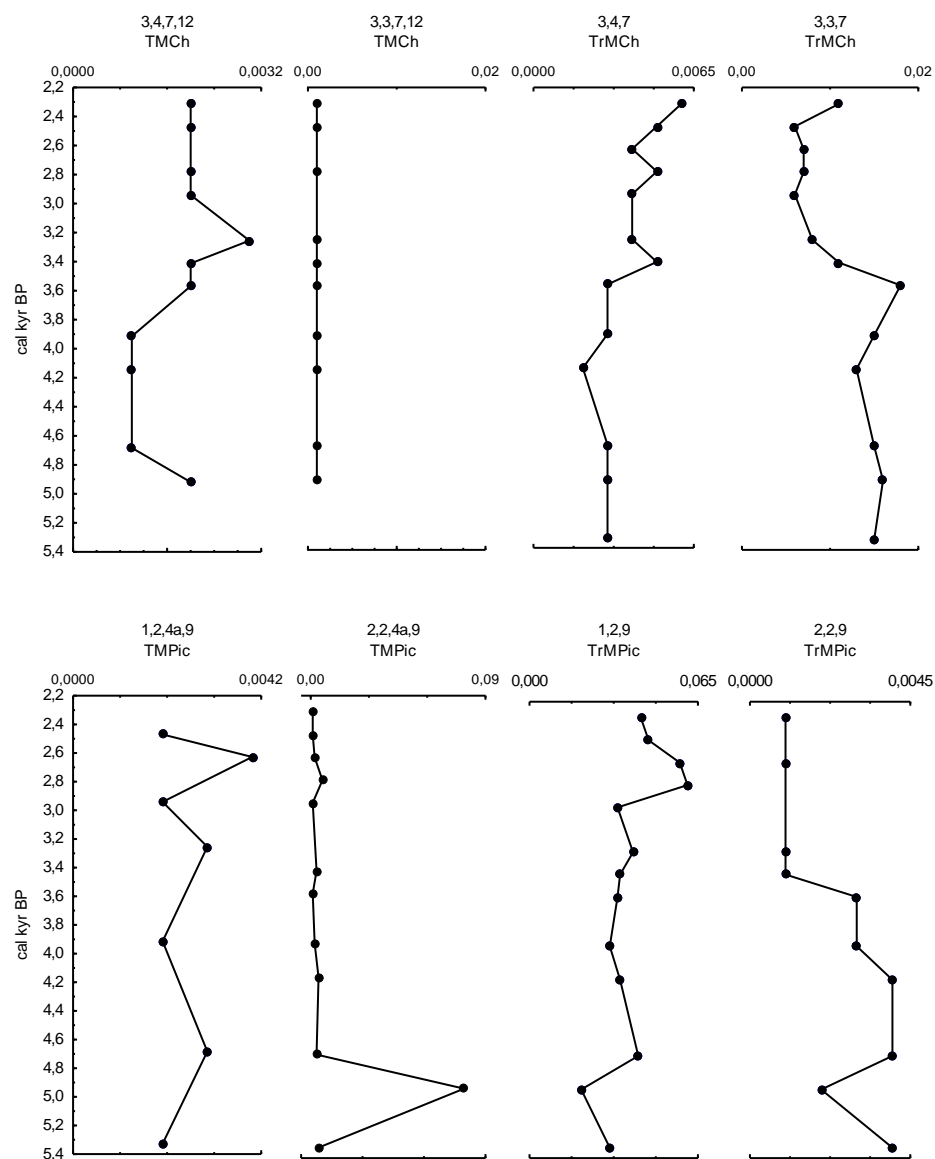 3,4,7,12
TMCh
3,3,7,12
TMCh
3,4,7
TrMCh
3,3,7
TrMCh
0,0000 0,0032 0,00 0,02 0,0000 0,0065 0,00 0,02
2,2
2,4
2,6
2,8
3,0
3,2
3,4
3,6
3,8
4,0
4,2
4,6
4,8
5,0
5,2
5,4
cal kyr BP
1,2,4a,9
TMPic
2,2,4a,9
TMPic
1,2,9
TrMPic
2,2,9
TrMPic
0,0000 0,0042 0,00 0,09 0,000 0,065 0,0000 0,0045
2,2
2,4
2,6
2,8
3,0
3,2
3,4
3,6
3,8
4,0
4,2
4,6
4,8
5,0
5,2
5,4
cal kyr BP